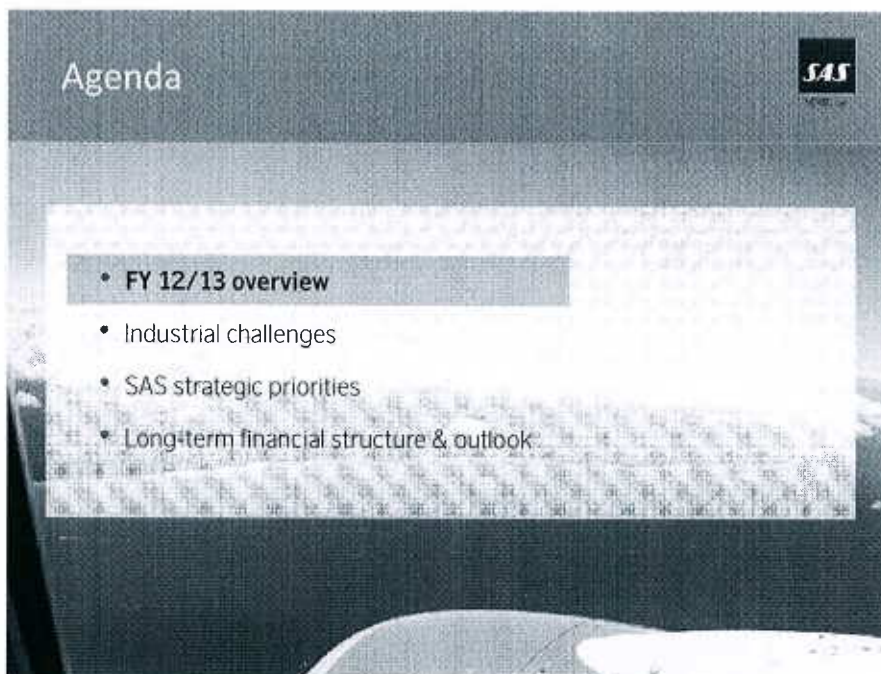 Agenda
SAS
• FY 12/13 overview
• Industrial challenges
• SAS strategic priorities
• Long-term financial structure & outlook